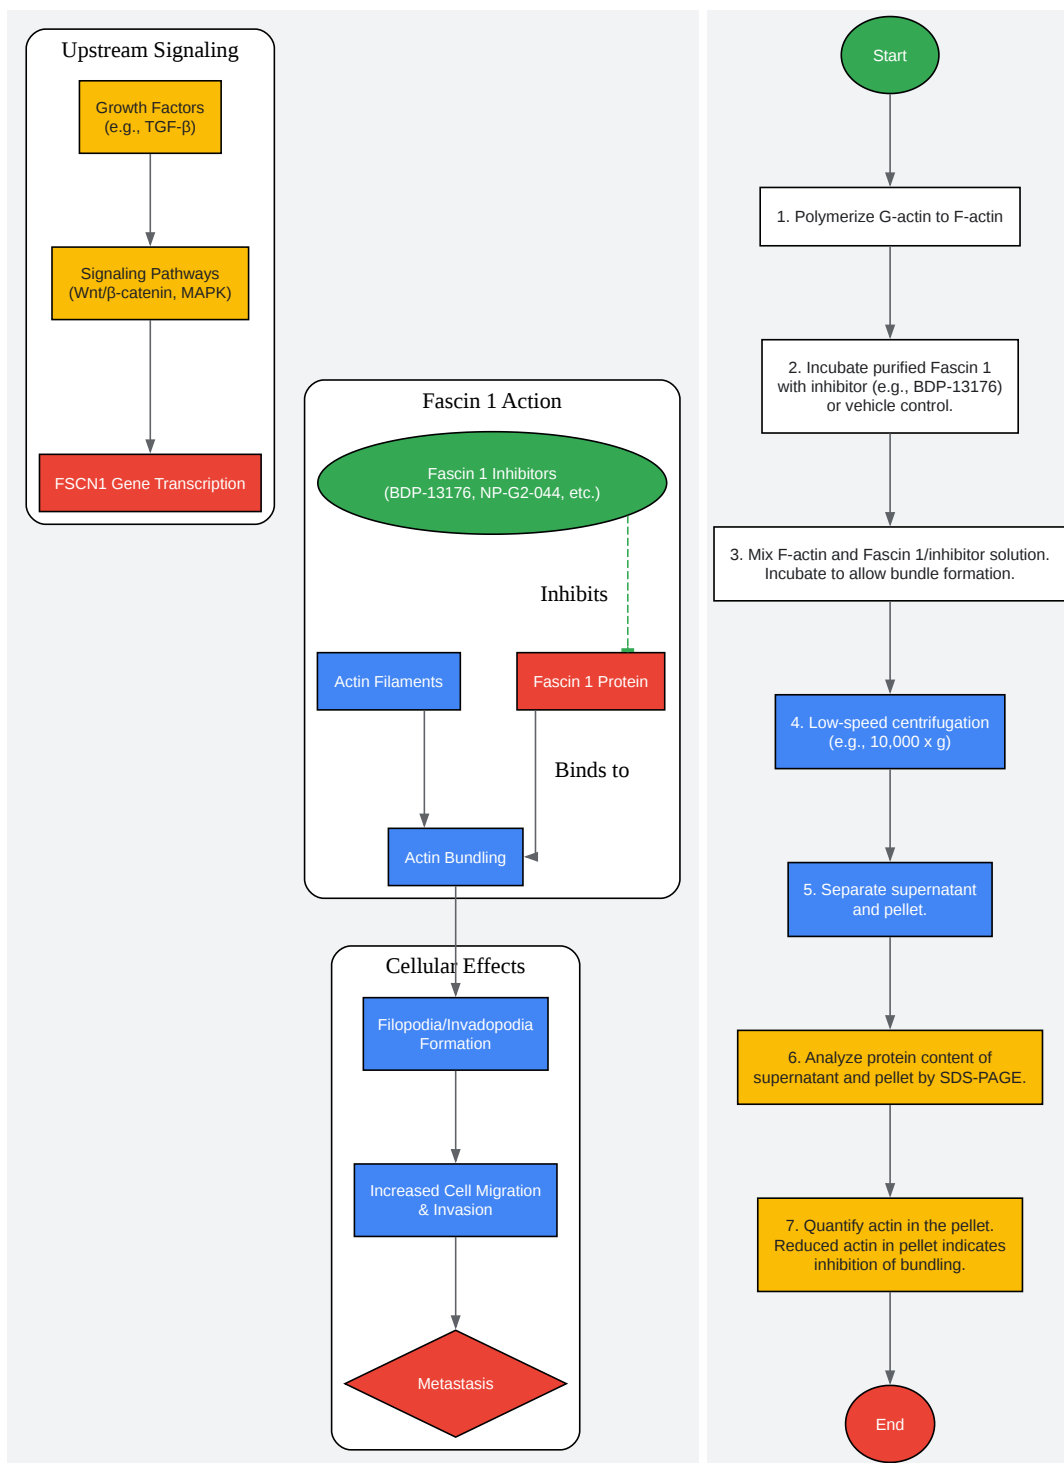 Upstream Signaling
Growth Factors
(e.g., TGF-β)
Signaling Pathways
(Wnt/β-catenin, MAPK)
FSCN1 Gene Transcription
Fascin 1 Action
Fascin 1 Inhibitors
(BDP-13176, NP-G2-044, etc.)
Inhibits
Actin Filaments
Fascin 1 Protein
Binds to
Actin Bundling
Cellular Effects
Filopodia/Invadopodia
Formation
Increased Cell Migration
& Invasion
Metastasis
Start
1. Polymerize G-actin to F-actin
2. Incubate purified Fascin 1
with inhibitor (e.g., BDP-13176)
or vehicle control.
3. Mix F-actin and Fascin 1/inhibitor solution.
Incubate to allow bundle formation.
4. Low-speed centrifugation
(e.g., 10,000 x g)
5. Separate supernatant
and pellet.
6. Analyze protein content of
supernatant and pellet by SDS-PAGE.
7. Quantify actin in the pellet.
Reduced actin in pellet indicates
inhibition of bundling.
End